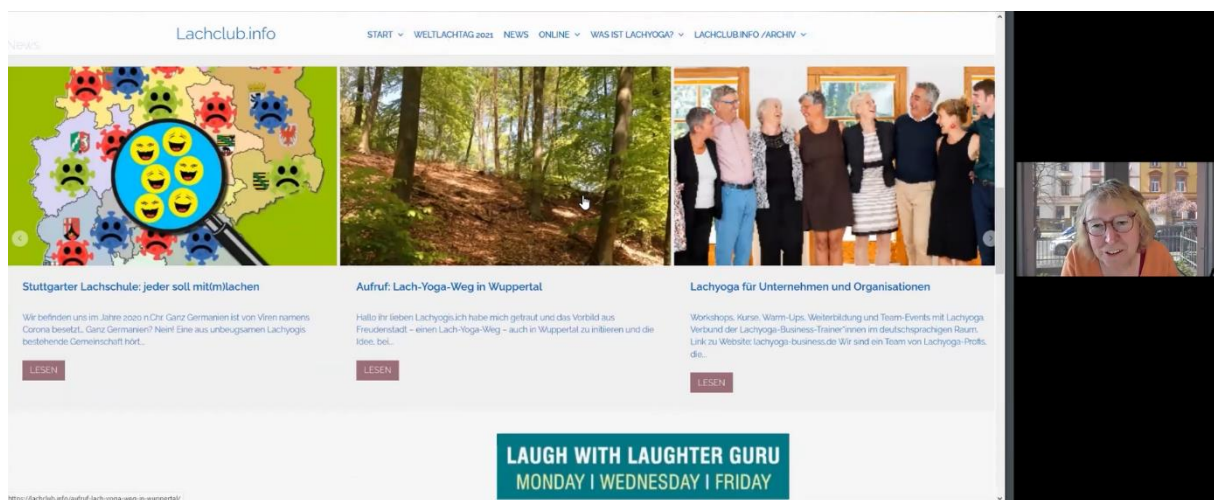 Lachclub.info
START WELTLACHTAG 2021 NEWS ONLINE WAS IST LACHYOGA? LACHCLUB.INFO /ARCHIV
News
Stuttgarter Lachschule: jeder soll mit(m)lachen
Wir befinden uns im Jahre 2020 n.Chr. Ganz Germanien ist von Viren namens
Corona besetzt... Ganz Germanien? Nein! Eine aus unbeugsamen Lachyogis
bestehende Gemeinschaft hört...
LESEN
Aufruf: Lach-Yoga-Weg in Wuppertal
Hallo ihr lieben Lachyogis,ich habe mich getraut und das Vorbild aus
Freudenstadt – einen Lach-Yoga-Weg – auch in Wuppertal zu initiieren und die
Idee, bei...
LESEN
Lachyoga für Unternehmen und Organisationen
Workshops, Kurse, Warm-Ups, Weiterbildung und Team-Events mit Lachyoga
Verbund der Lachyoga-Business-Trainer*innen im deutschsprachigen Raum.
Link zu Website: lachyoga-business.de Wir sind ein Team von Lachyoga-Profis,
die...
LESEN
LAUGH WITH LAUGHTER GURU
MONDAY I WEDNESDAY I FRIDAY
https://lachclub.info/aufruf-lach-yoga-weg-in-wuppertal/